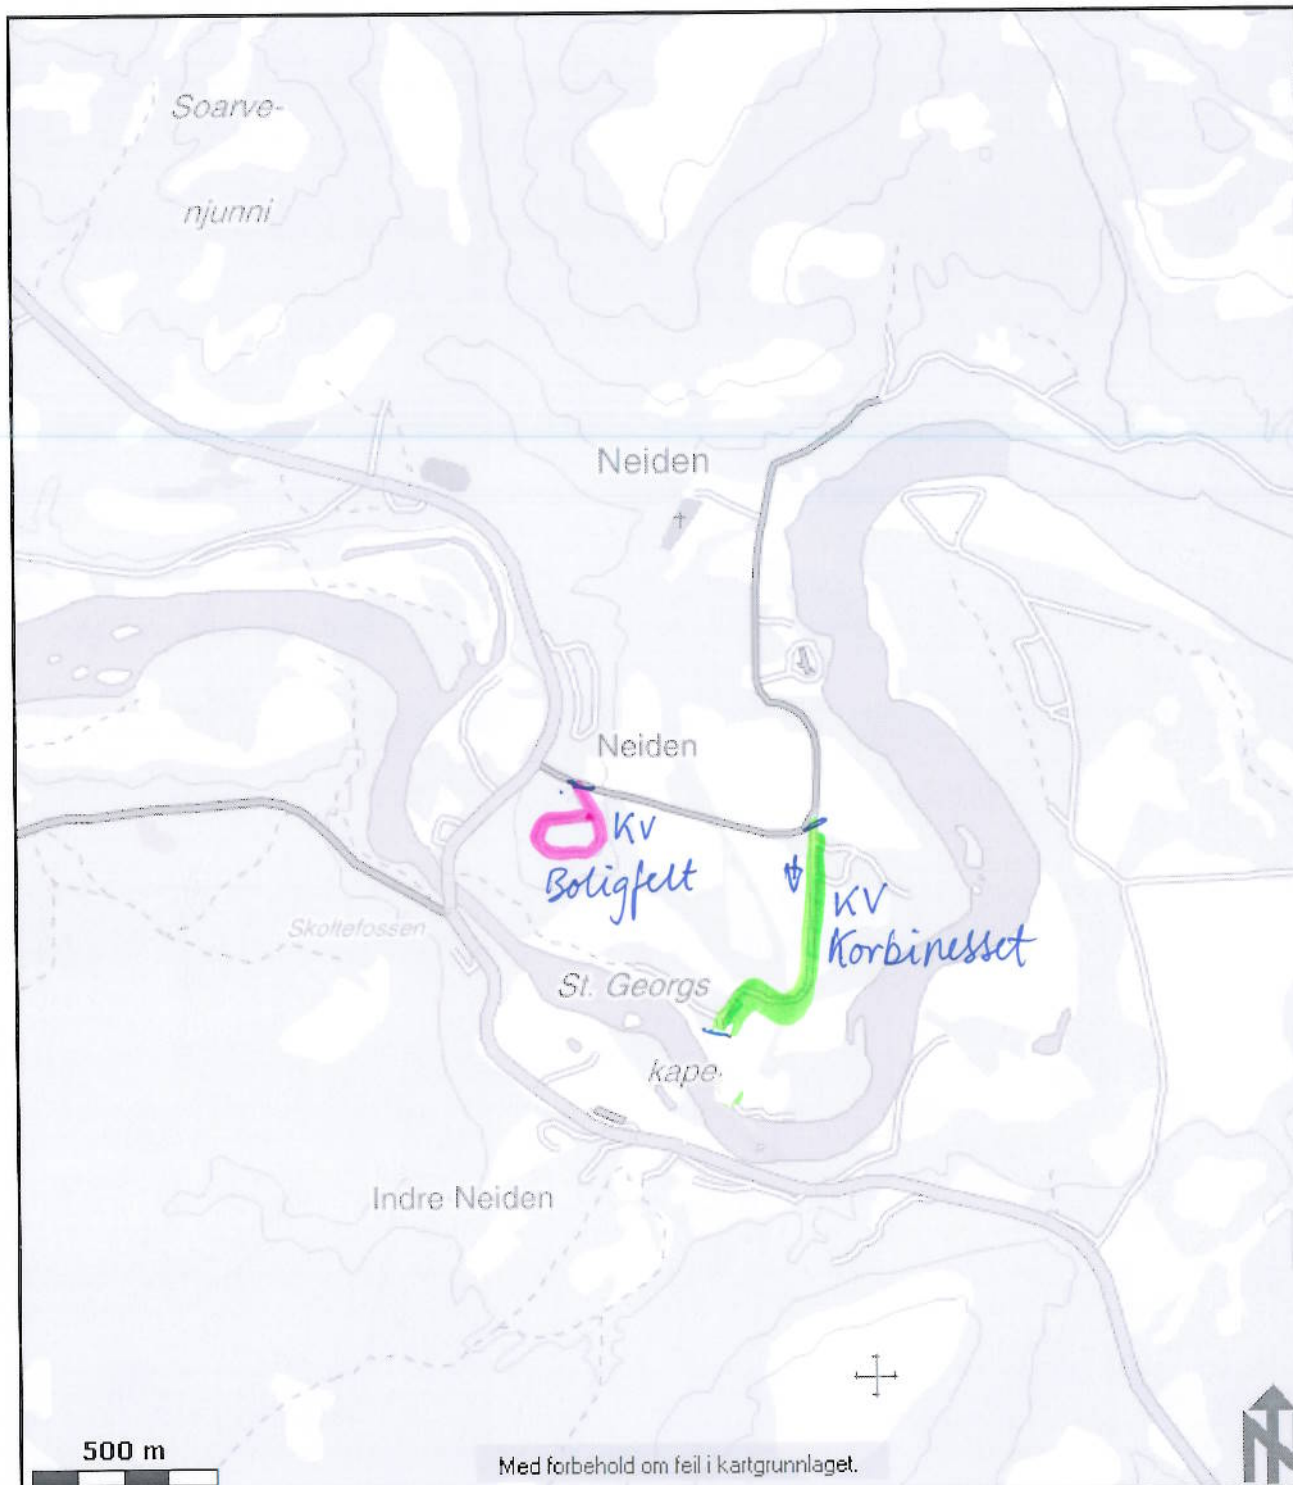 Soarve-
njunni
Neiden
Neiden
KV
Boligfelt
KV
Korbinesset
Skoltefossen
St. Georgs
kape
Indre Neiden
500 m
Med forbehold om feil i kartgrunnlaget.
N